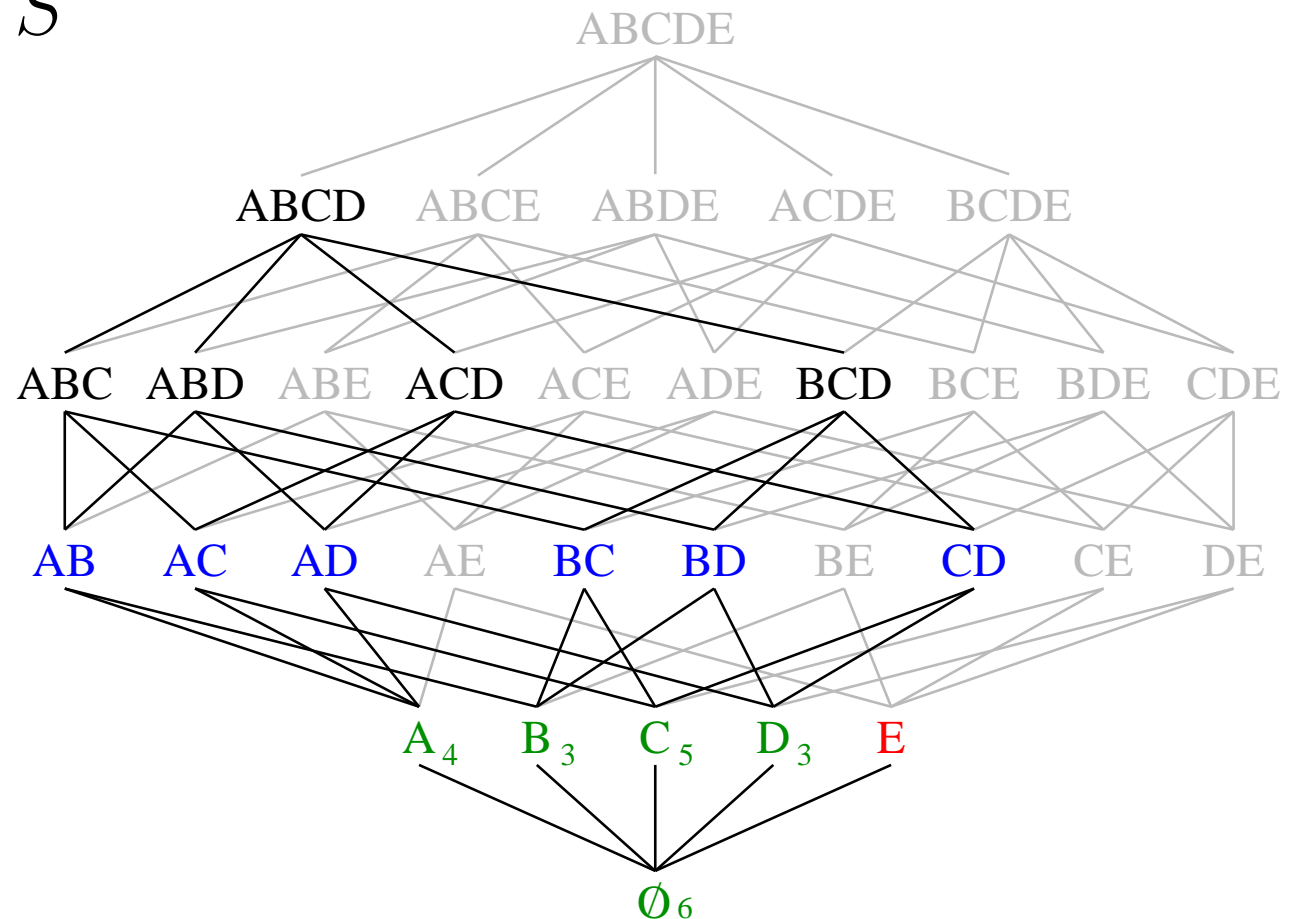 S
ABCDE
ABCD ABCE ABDE ACDE BCDE
ABC ABD ABE ACD ACE ADE BCD BCE BDE CDE
AB AC AD AE BC BD BE CD CE DE
A 4 B 3 C 5 D 3 E
Ø 6